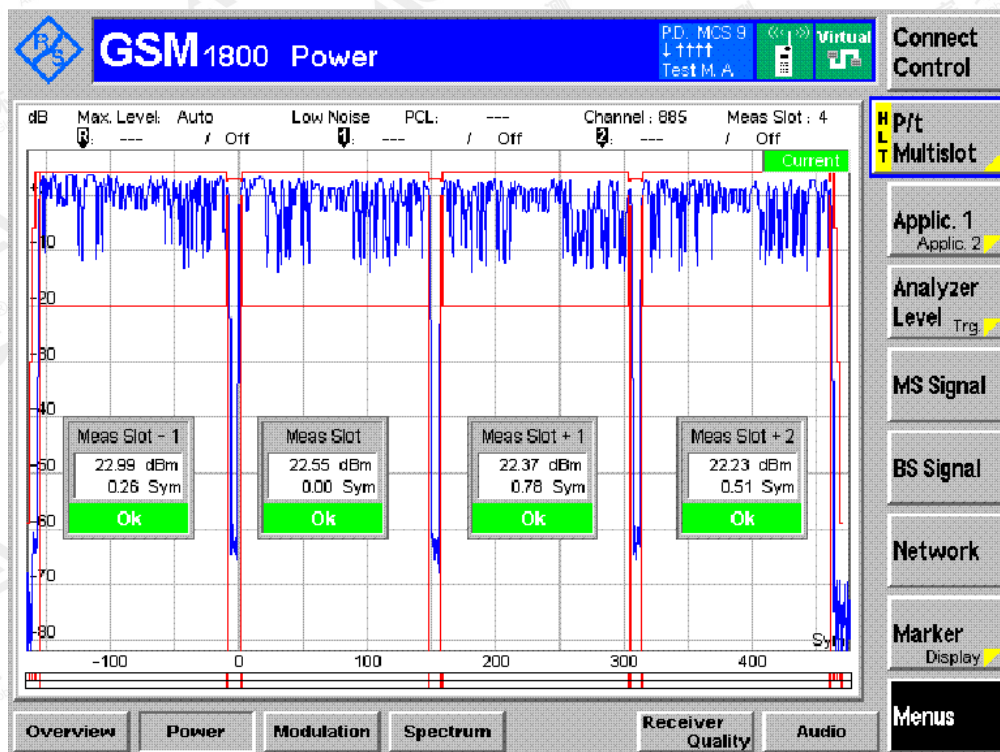 R/S
GSM1800 Power
P.D. MCS 9
↓ ↑↑↑↑
Test M. A.
Virtual
dB Max. Level: Auto Low Noise PCL: --- Channel : 885 Meas Slot : 4
R: --- / Off 1: --- / Off 2: --- / Off
Current
-10
-20
-30
-40
-50
-60
-70
-80
Meas Slot - 1
22.99 dBm
0.26 Sym
Ok
Meas Slot
22.55 dBm
0.00 Sym
Ok
Meas Slot + 1
22.37 dBm
0.78 Sym
Ok
Meas Slot + 2
22.23 dBm
0.51 Sym
Ok
Sym
-100 0 100 200 300 400
Overview
Power
Modulation
Spectrum
Receiver
Quality
Audio
Connect
Control
HLT
P/t
Multislot
Applic. 1
Applic. 2
Analyzer
Level Trg.
MS Signal
BS Signal
Network
Marker
Display
Menus